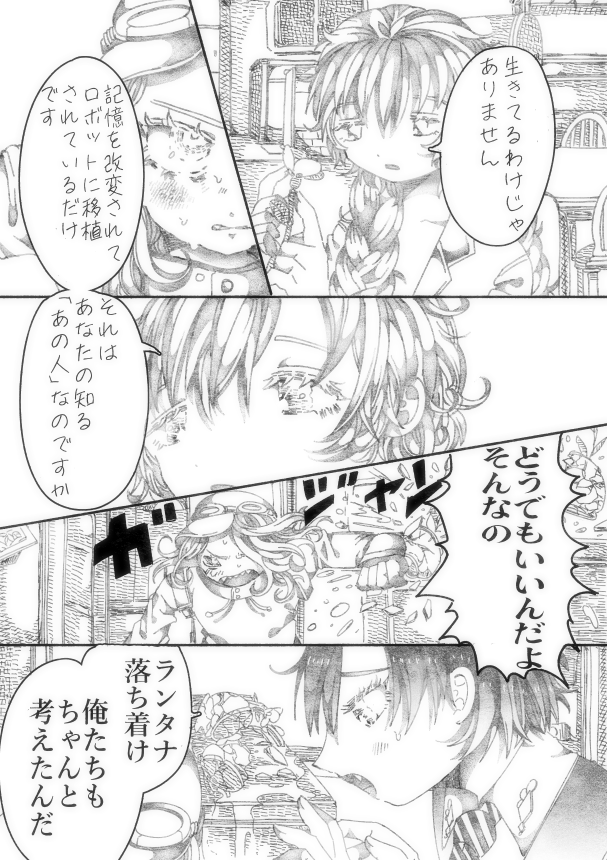 生きてるわけじゃ
ありません
記憶を改変されて
ロボットに移植
されているだけ
です
それは
あなたの知る
「あの人」なのですか
どうでもいいんだよ
そんなの
ガ
ジャン
ランタナ
落ち着け
俺たちも
ちゃんと
考えたんだ